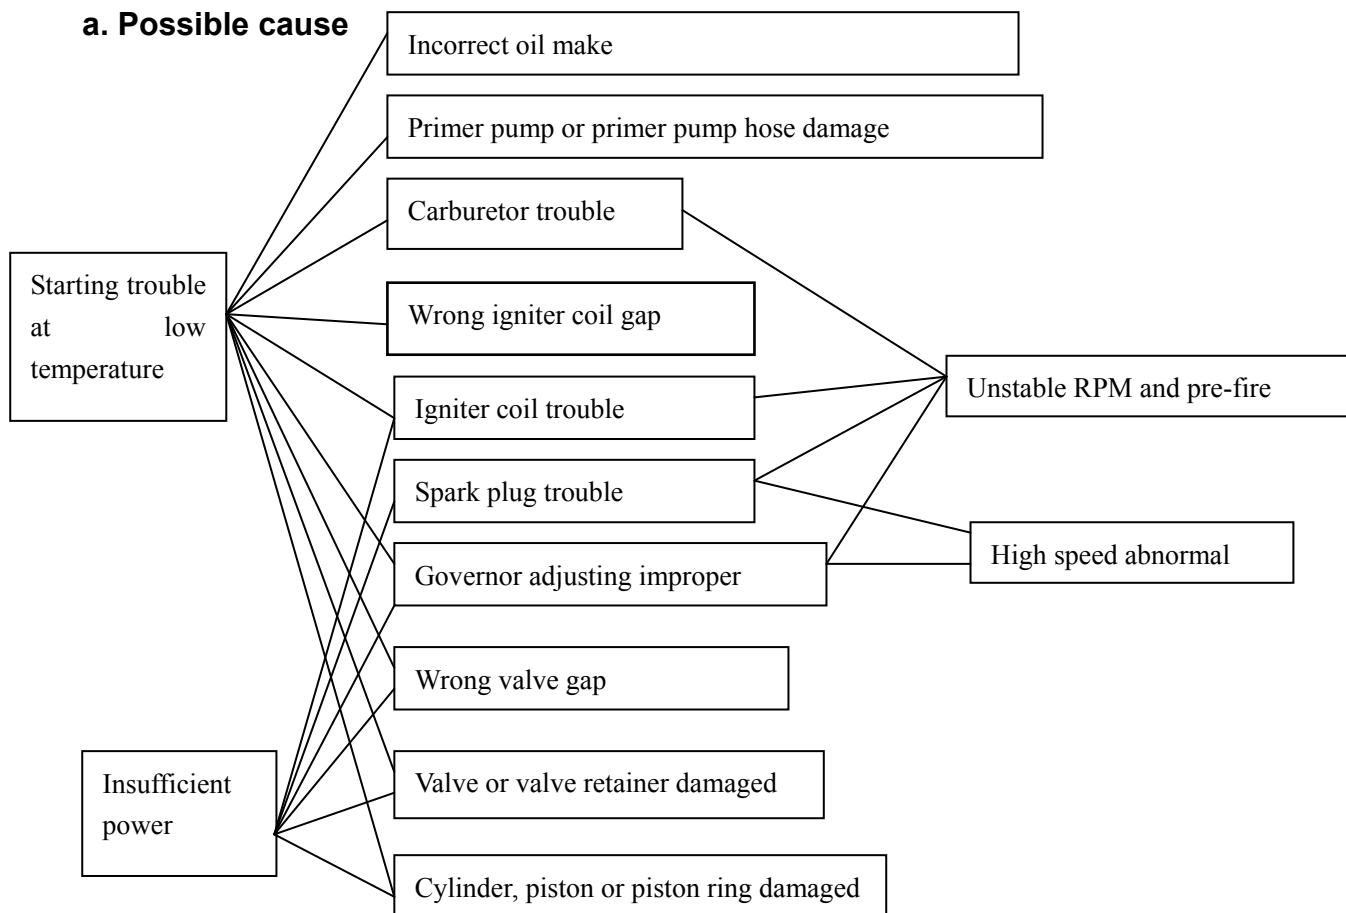 a. Possible cause
Incorrect oil make
Primer pump or primer pump hose damage
Carburetor trouble
Starting trouble
at low
temperature
Wrong igniter coil gap
Igniter coil trouble
Unstable RPM and pre-fire
Spark plug trouble
High speed abnormal
Governor adjusting improper
Wrong valve gap
Insufficient
power
Valve or valve retainer damaged
Cylinder, piston or piston ring damaged